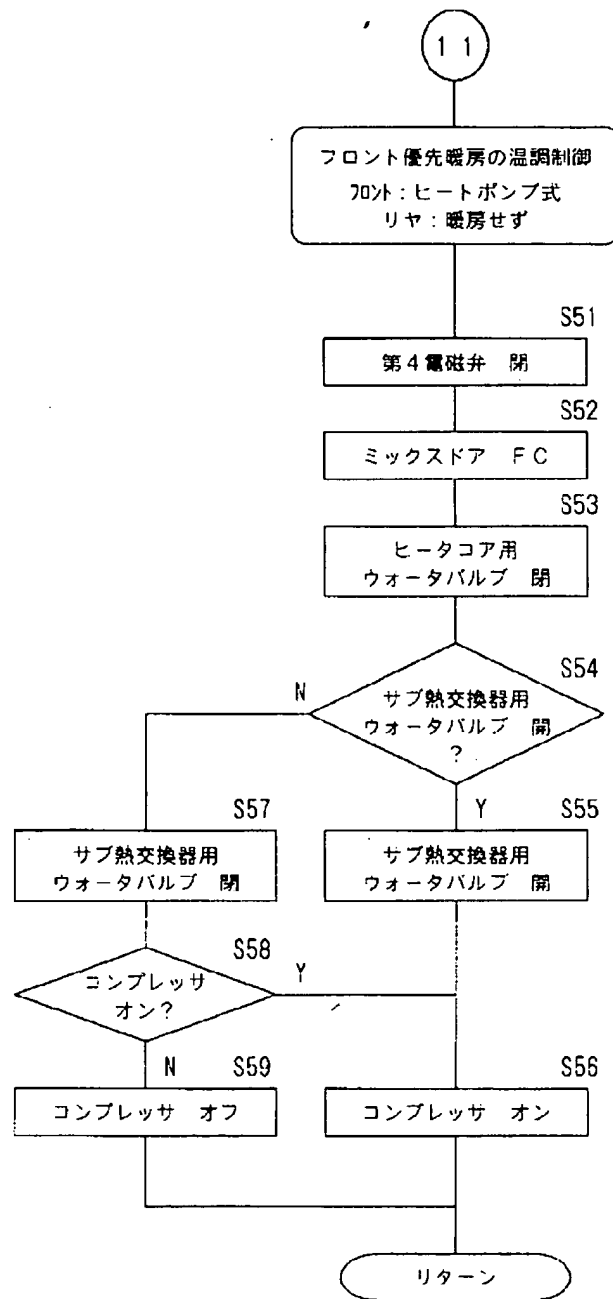 11
フロント優先暖房の温調制御
フロント：ヒートポンプ式
リヤ：暖房せず
S51
第4電磁弁 閉
S52
ミックスドア FC
S53
ヒータコア用
ウォータバルブ 閉
S54
N
サブ熱交換器用
ウォータバルブ 開
?
S57
Y
S55
サブ熱交換器用
ウォータバルブ 閉
サブ熱交換器用
ウォータバルブ 開
S58
コンプレッサ
オン?
Y
N
S59
S56
コンプレッサ オフ
コンプレッサ オン
リターン